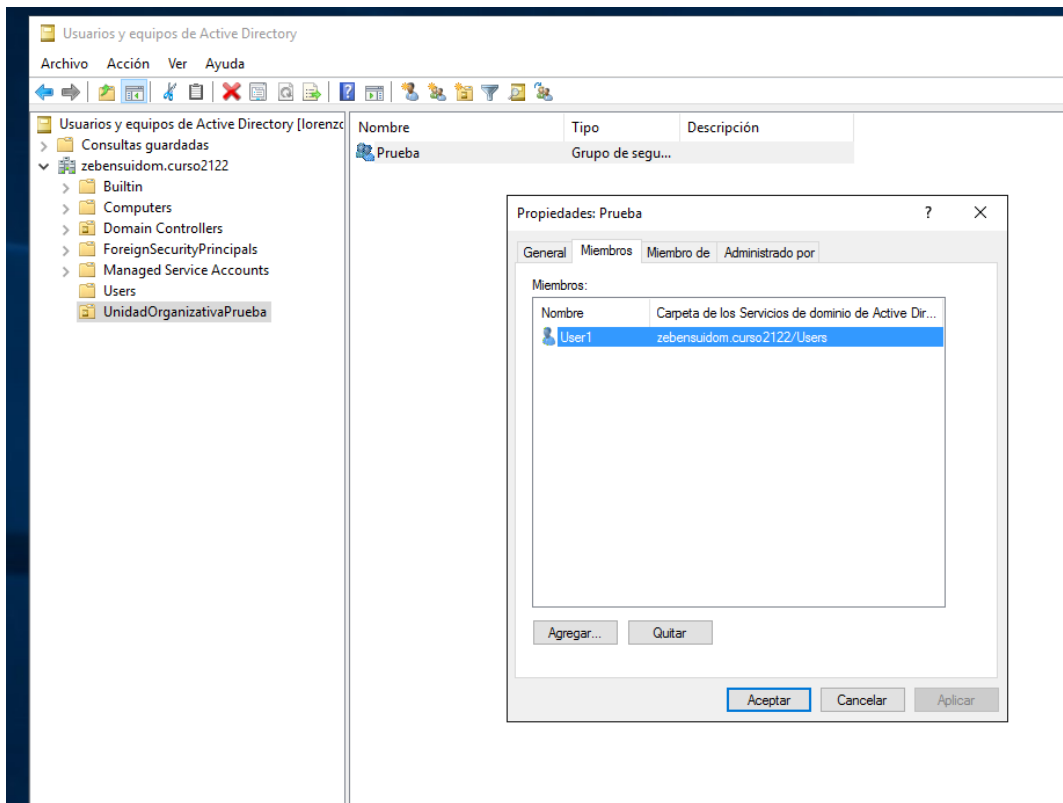 Usuarios y equipos de Active Directory
Archivo Acción Ver Ayuda
Usuarios y equipos de Active Directory [lorenzc
Consultas guardadas
zebensuidom.curso2122
Builtin
Computers
Domain Controllers
ForeignSecurityPrincipals
Managed Service Accounts
Users
UnidadOrganizativaPrueba
Nombre Tipo Descripción
Prueba Grupo de segu...
Propiedades: Prueba ?
General Miembros Miembro de Administrado por
Miembros:
Nombre Carpeta de los Servicios de dominio de Active Dir...
User1 zebensuidom.curso2122/Users
Agregar... Quitar
Aceptar Cancelar Aplicar